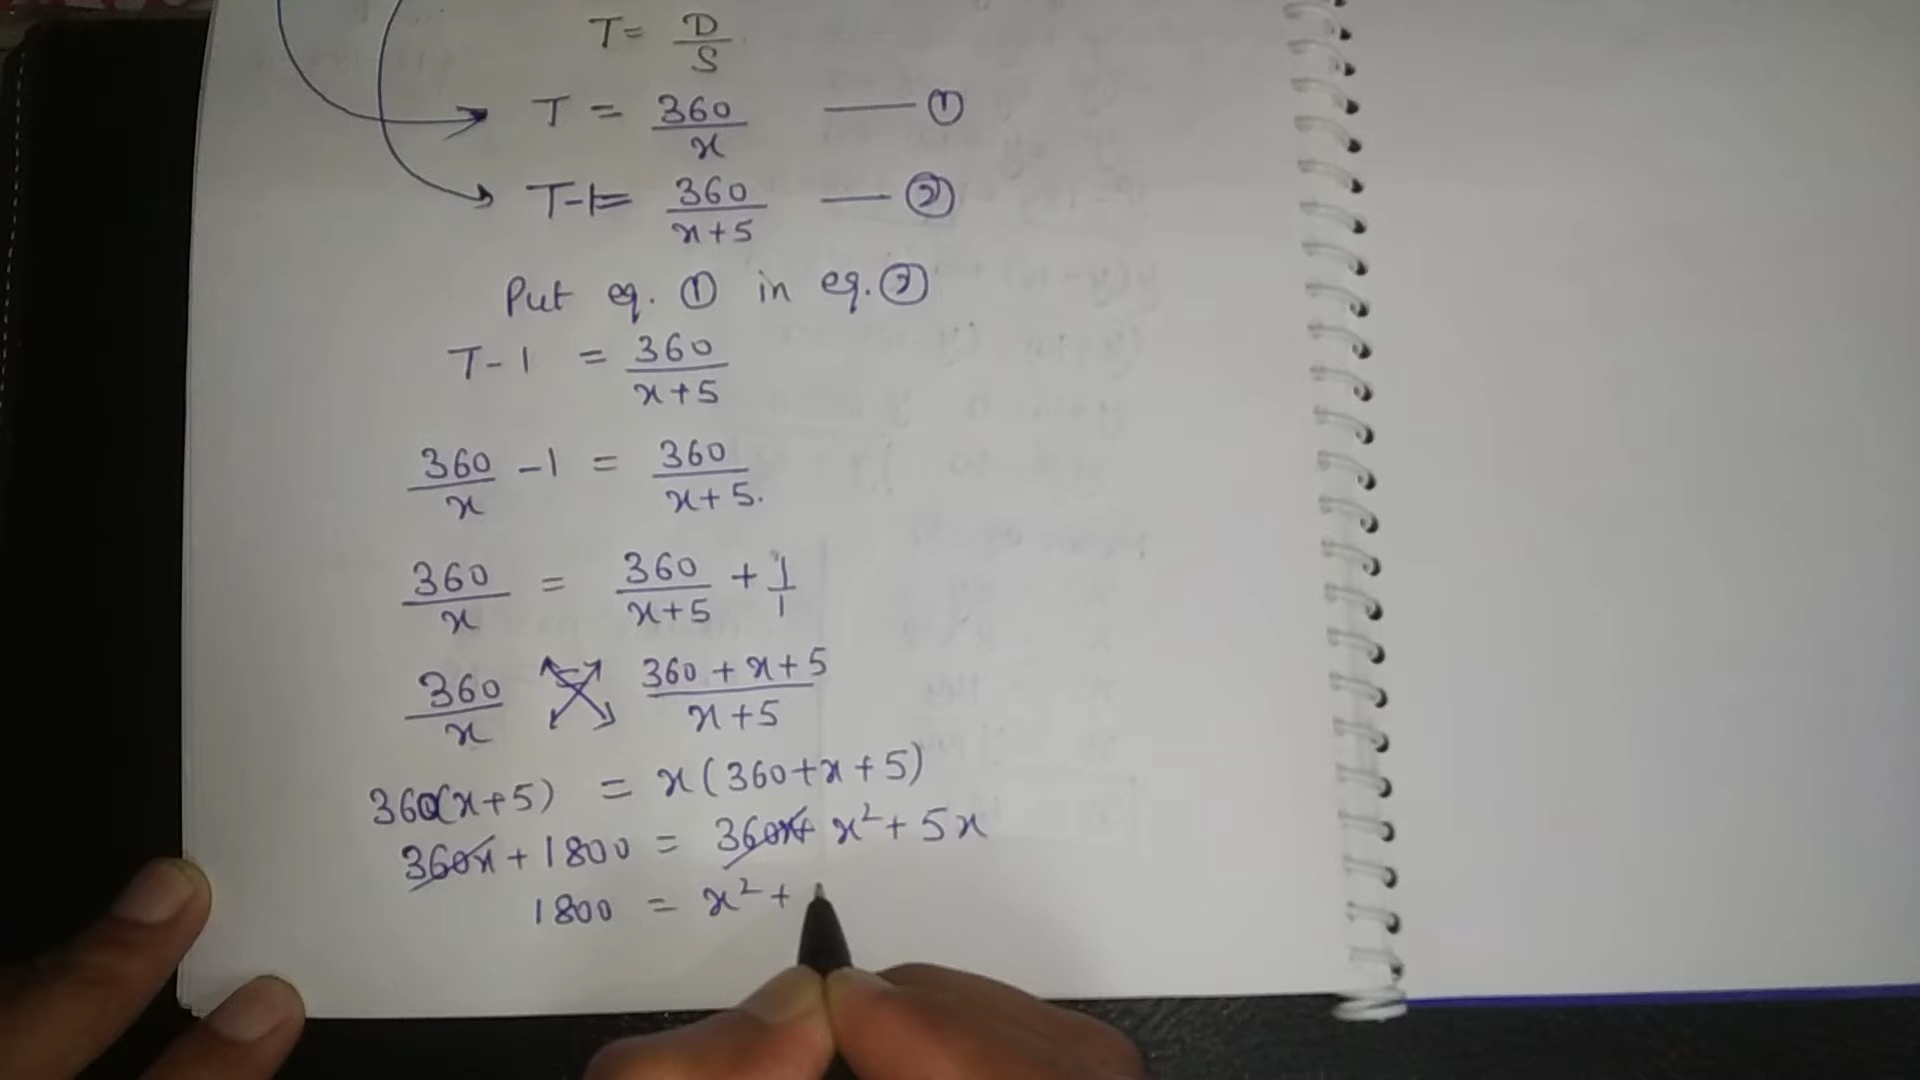 T = D/S
T = 360/x —— ①
T-1 = 360/x+5 — ②
Put eq. ① in eq. ②
T-1 = 360/x+5
360/x -1 = 360/x+5.
360/x = 360/x+5 + 1/1
360/x 360+x+5/x+5
360(x+5) = x(360+x+5)
360x + 1800 = 360x+ x²+5x
1800 = x²+